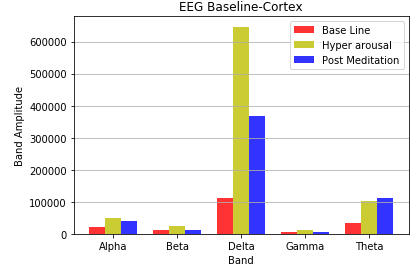 EEG Baseline-Cortex
Base Line
Hyper arousal
Post Meditation
Band Amplitude
600000
500000
400000
300000
200000
100000
0
Alpha
Beta
Delta
Gamma
Theta
Band